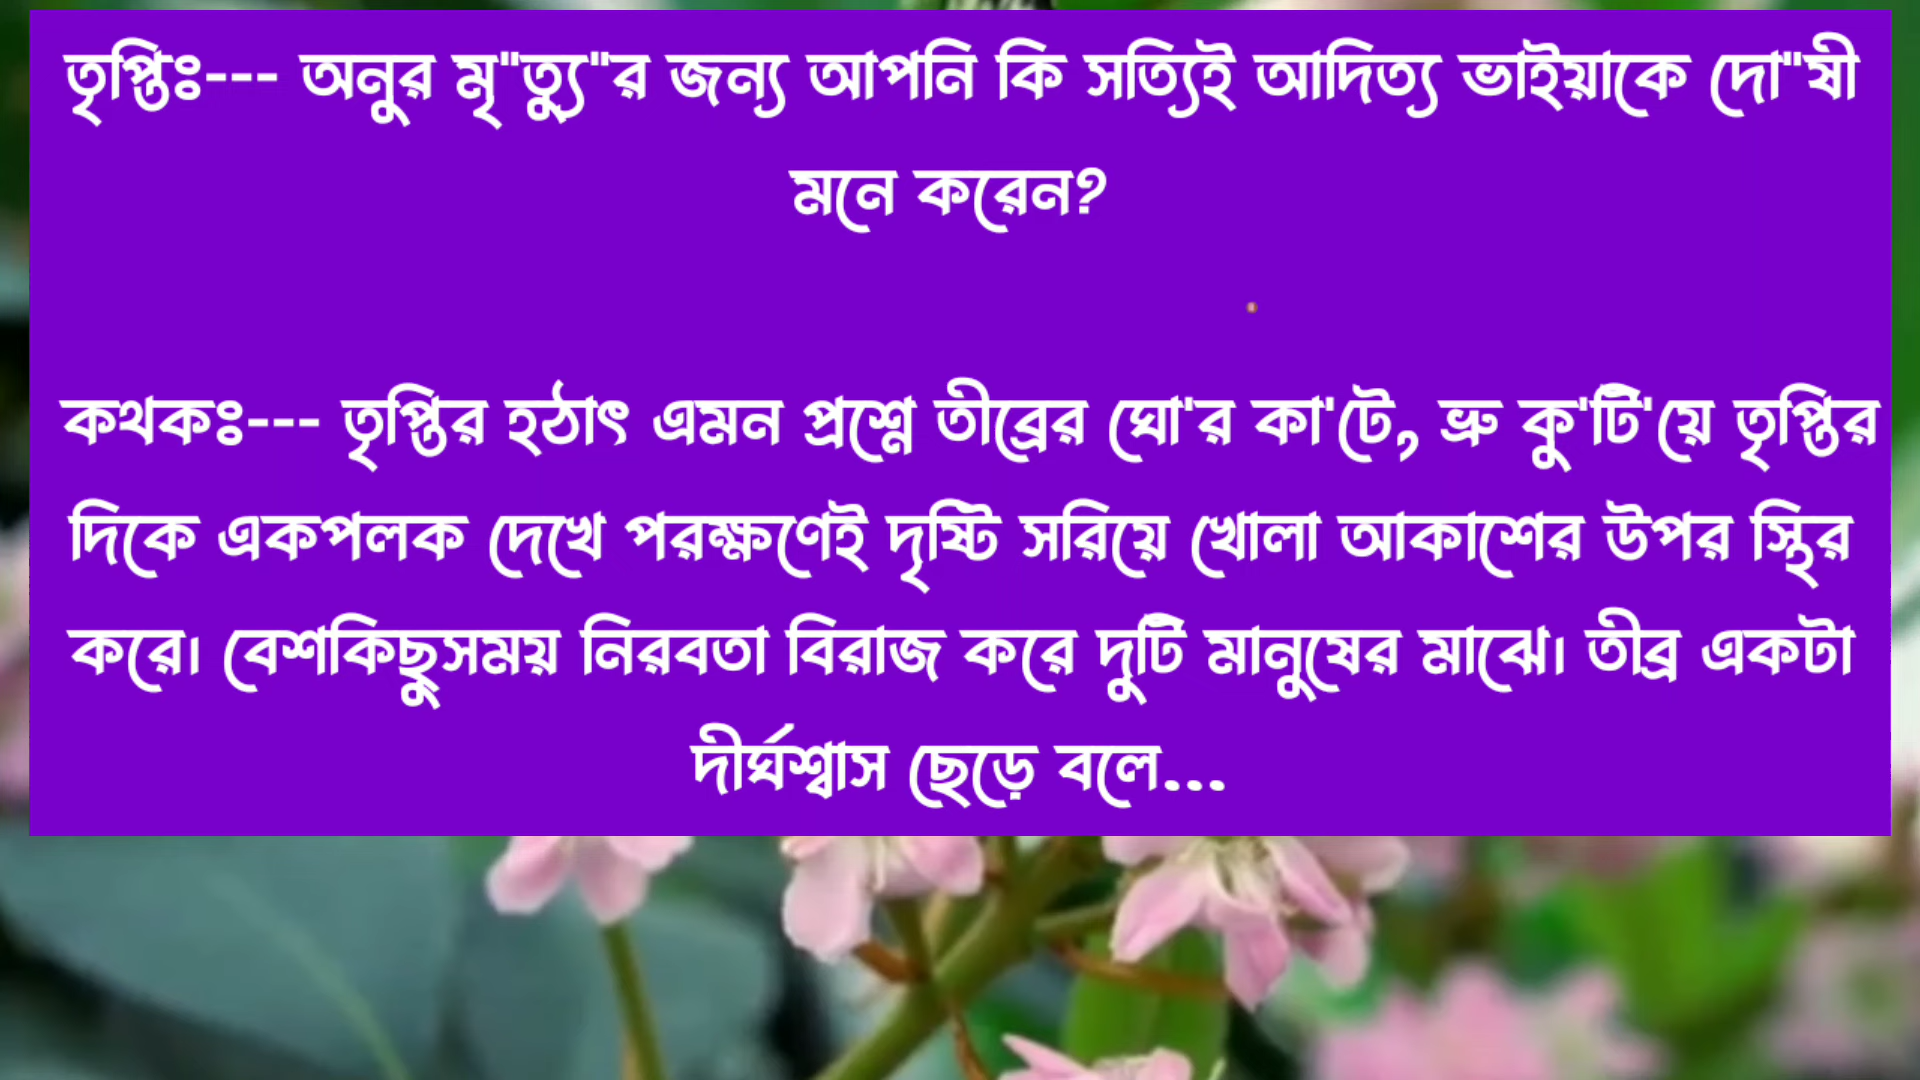 তৃপ্তিঃ--- অনুর মৃ"ত্যু"র জন্য আপনি কি সত্যিই আদিত্য ভাইয়াকে দো"ষী
মনে করেন?
কথকঃ--- তৃপ্তির হঠাৎ এমন প্রশ্নে তীব্রের ঘো'র কা'টে, ভ্রু কু'টি'য়ে তৃপ্তির
দিকে একপলক দেখে পরক্ষণেই দৃষ্টি সরিয়ে খোলা আকাশের উপর স্থির
করে। বেশকিছুসময় নিরবতা বিরাজ করে দুটি মানুষের মাঝে। তীব্র একটা
দীর্ঘশ্বাস ছেড়ে বলে...